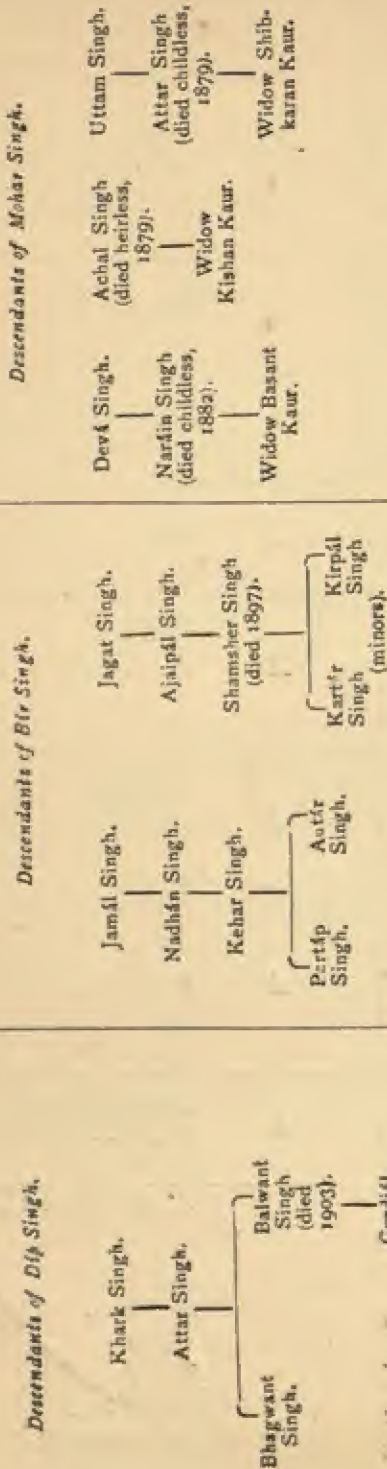 Descendants of Dip Singh.
Khark Singh.
Attar Singh.
Bhagwant
Singh.
Balwant
Singh
(died
1903).
Descendants of Bir Singh.
Jamál Singh.
Nadhán Singh.
Kehar Singh.
Partáp
Singh.
Autár
Singh.
Jagat Singh.
Ajaipál Singh.
Shamsher Singh
(died 1897).
Kartár
Singh
Kirpál
Singh
(minors).
Descendants of Mohar Singh.
Devá Singh.
Naráin Singh
(died childless,
1882).
Widow Basant
Kaur.
Achal Singh
(died heirless,
1879).
Widow
Kishan Kaur.
Uttam Singh.
Attar Singh
(died childless,
1879).
Widow Shib-
karan Kaur.